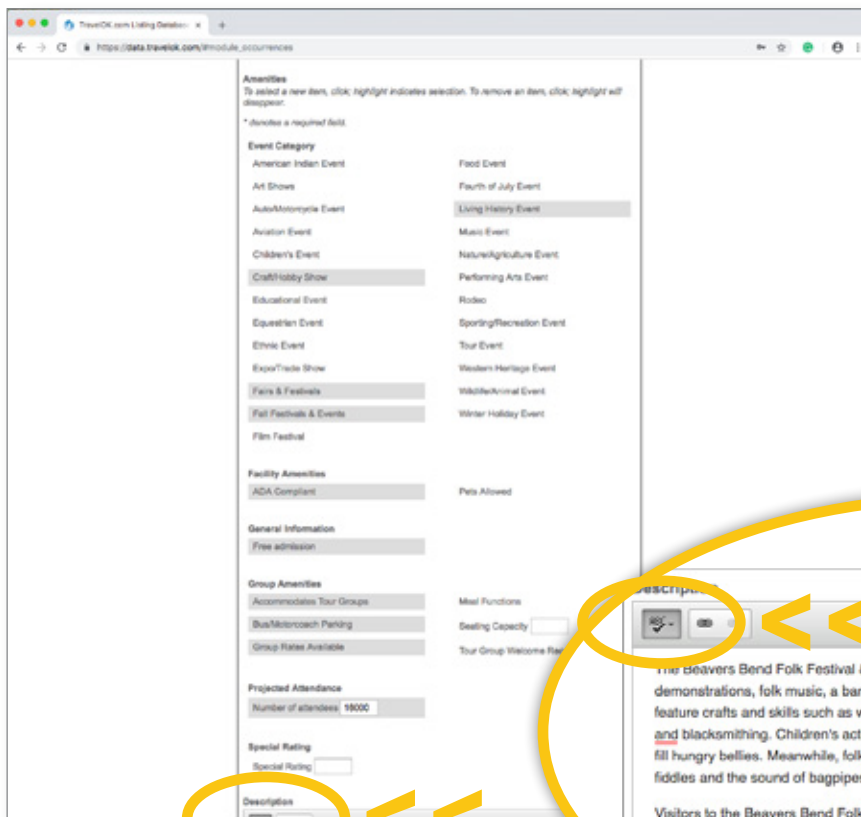 TravelOK.com Listing Databas × +
https://data.travelok.com/#module_occurrences
Amenities
To select a new item, click; highlight indicates selection. To remove an item, click; highlight will
disappear.
* denotes a required field.
Event Category
American Indian Event Food Event
Art Shows Fourth of July Event
Auto/Motorcycle Event Living History Event
Aviation Event Music Event
Children's Event Nature/Agriculture Event
Craft/Hobby Show Performing Arts Event
Educational Event Rodeo
Equestrian Event Sporting/Recreation Event
Ethnic Event Tour Event
Expo/Trade Show Western Heritage Event
Fairs & Festivals Wildlife/Animal Event
Fall Festivals & Events Winter Holiday Event
Film Festival
Facility Amenities
ADA Compliant Pets Allowed
General Information
Free admission
Group Amenities
Accommodates Tour Groups Meal Functions
Bus/Motorcoach Parking Seating Capacity
Group Rates Available Tour Group Welcome
Projected Attendance
Number of attendees 18000
Special Rating
Special Rating
Description
Description
The Beavers Bend Folk Festival
demonstrations, folk music, a
feature crafts and skills such as
and blacksmithing. Children's
fill hungry bellies. Meanwhile,
fiddles and the sound of
Visitors to the Beavers Bend